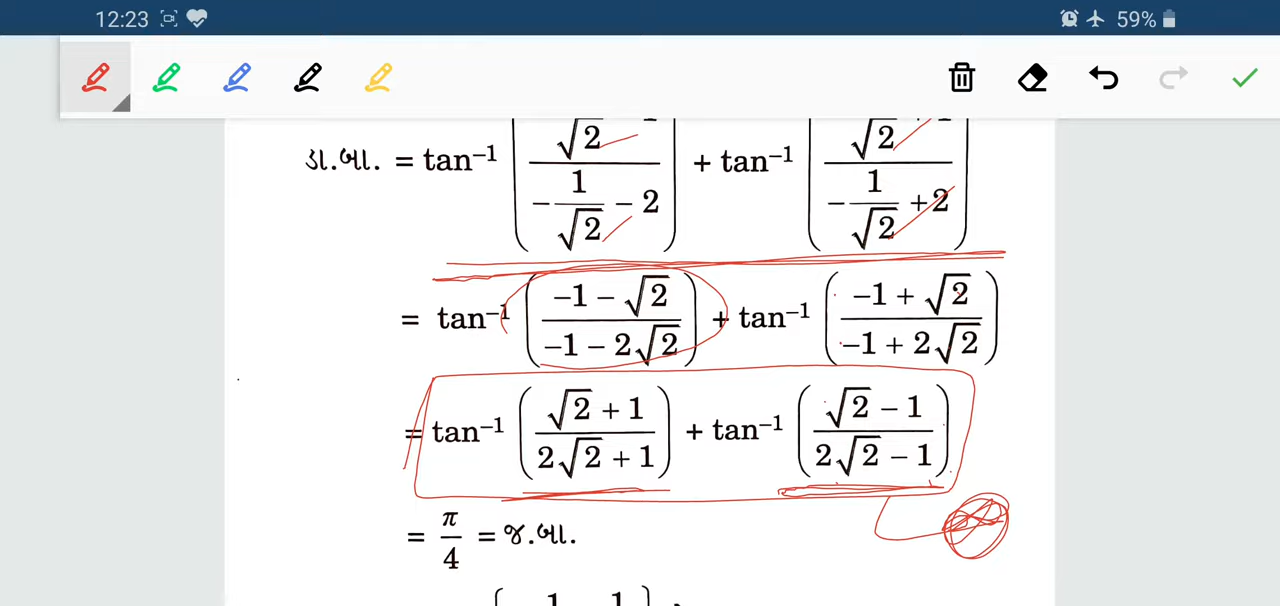 12:23 59%
ડા.બા. = tan⁻¹ ( √2 / (-1/√2 - 2) ) + tan⁻¹ ( √2 / (-1/√2 + 2) )
= tan⁻¹ ( (-1 - √2) / (-1 - 2√2) ) + tan⁻¹ ( (-1 + √2) / (-1 + 2√2) )
= tan⁻¹ ( (√2 + 1) / (2√2 + 1) ) + tan⁻¹ ( (√2 - 1) / (2√2 - 1) )
= π/4 = જ.બા.
1 1